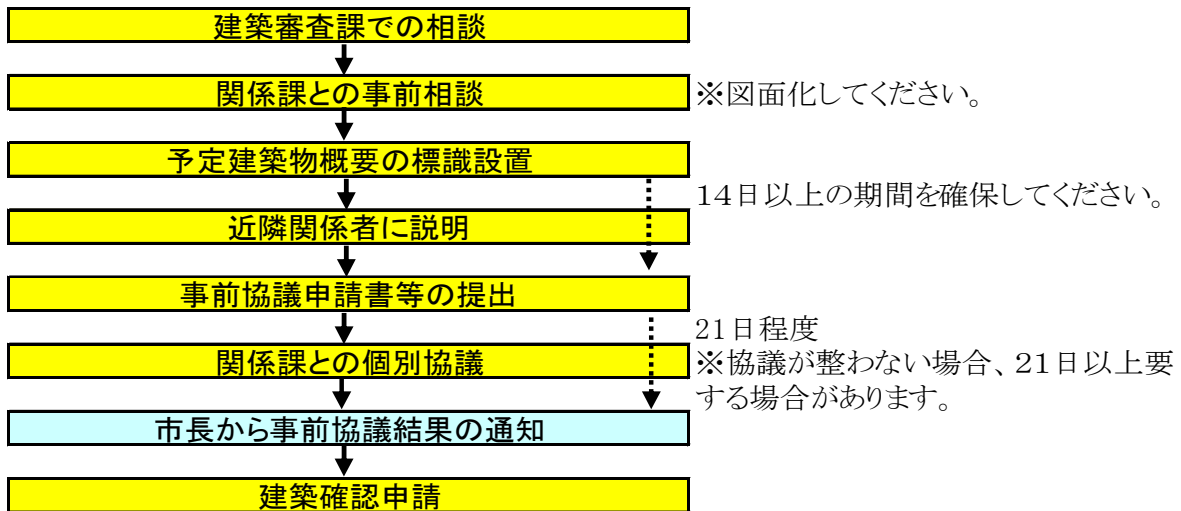 建築審査課での相談
関係課との事前相談
※図面化してください。
予定建築物概要の標識設置
14日以上の期間を確保してください。
近隣関係者に説明
事前協議申請書等の提出
21日程度
関係課との個別協議
※協議が整わない場合、21日以上要
する場合があります。
市長から事前協議結果の通知
建築確認申請